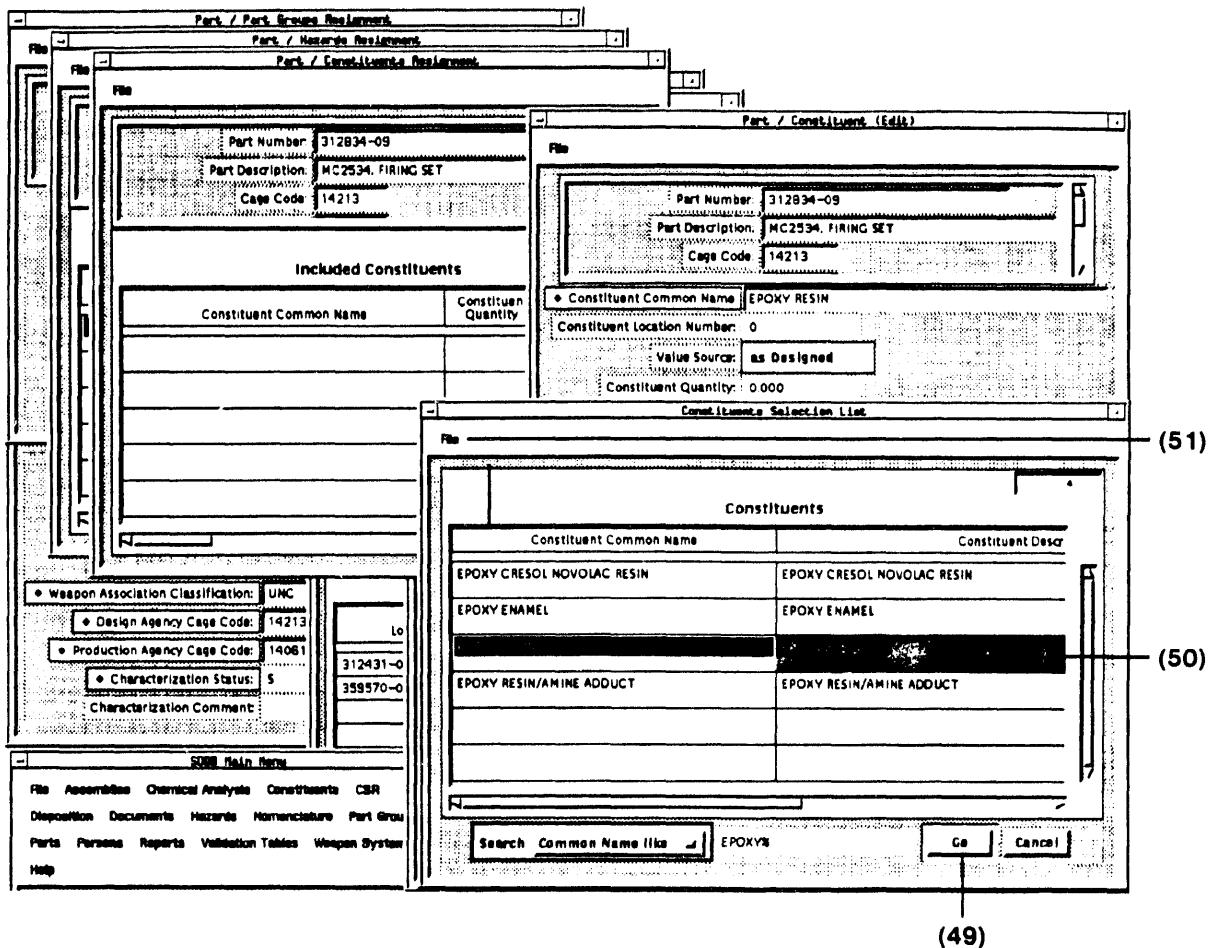 Part / Part Groups Assignment
File
Part / Hazards Assignment
File
Part / Constituents Assignment
File
Part Number: 312834-09
Part Description: MC2534, FIRING SET
Cage Code: 14213
Included Constituents
Constituent Common Name
Constituen
Quantity
Part / Constituent (Edit)
File
Part Number: 312834-09
Part Description: MC2534, FIRING SET
Cage Code: 14213
Constituent Common Name EPOXY RESIN
Constituent Location Number: 0
Value Source: as Designed
Constituent Quantity: 0.000
Constituents Selection List
File
(51)
Constituents
Constituent Common Name Constituent Descr
EPOXY CRESOL NOVOLAC RESIN EPOXY CRESOL NOVOLAC RESIN
EPOXY ENAMEL EPOXY ENAMEL
(50)
EPOXY RESIN/AMINE ADDUCT EPOXY RESIN/AMINE ADDUCT
Search Common Name like EPOXY% Go Cancel
(49)
Weapon Association Classification: UNC
Design Agency Cage Code: 14213
Production Agency Cage Code: 14061
Characterization Status: S
Characterization Comment:
Lo
312431-0
359570-0
Main Menu
File Assemblies Chemical Analysis Constituents CSR
Disposition Documents Hazards Nomenclature Part Grou
Parts Persons Reports Validation Tables Weapon System
Help